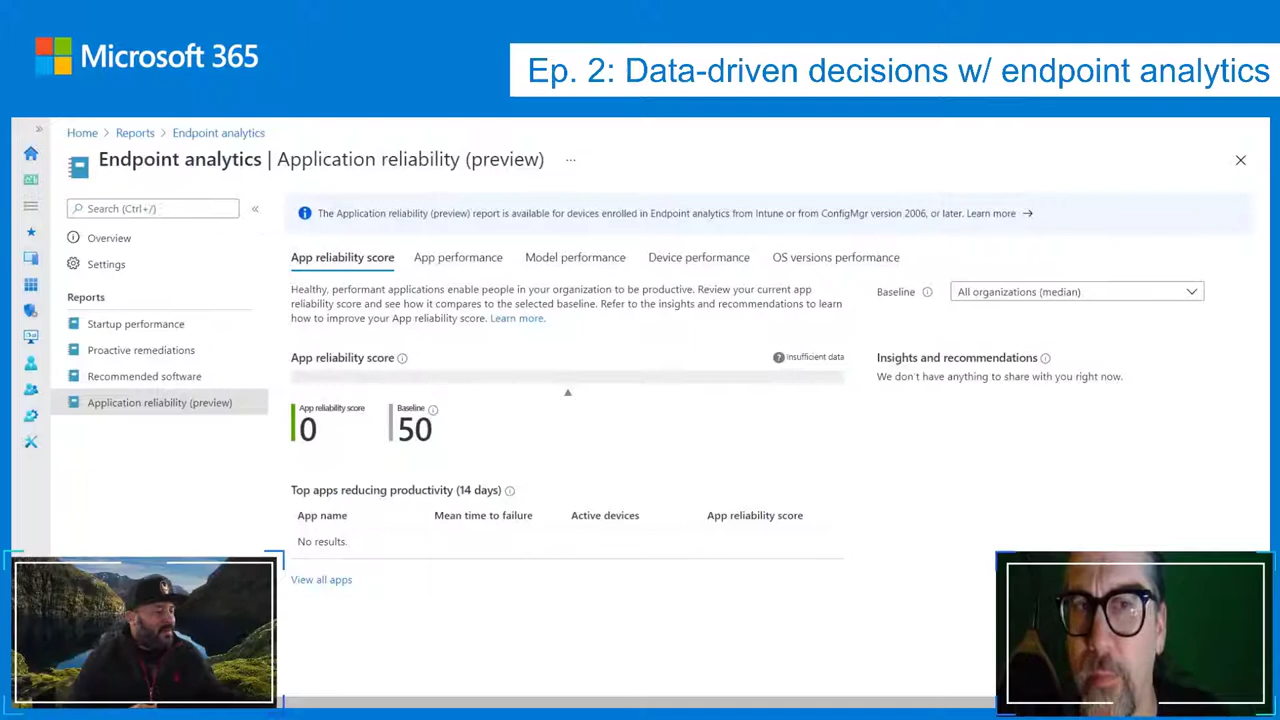 Microsoft 365
Ep. 2: Data-driven decisions w/ endpoint analytics
Home > Reports > Endpoint analytics
Endpoint analytics | Application reliability (preview) ...
Search (Ctrl+/)
Overview
Settings
Reports
Startup performance
Proactive remediations
Recommended software
Application reliability (preview)
The Application reliability (preview) report is available for devices enrolled in Endpoint analytics from Intune or from ConfigMgr version 2006, or later. Learn more →
App reliability score App performance Model performance Device performance OS versions performance
Healthy, performant applications enable people in your organization to be productive. Review your current app
reliability score and see how it compares to the selected baseline. Refer to the insights and recommendations to learn
how to improve your App reliability score. Learn more.
Baseline All organizations (median)
App reliability score Insufficient data
App reliability score Baseline
0 50
Insights and recommendations
We don't have anything to share with you right now.
Top apps reducing productivity (14 days)
App name Mean time to failure Active devices App reliability score
No results.
View all apps